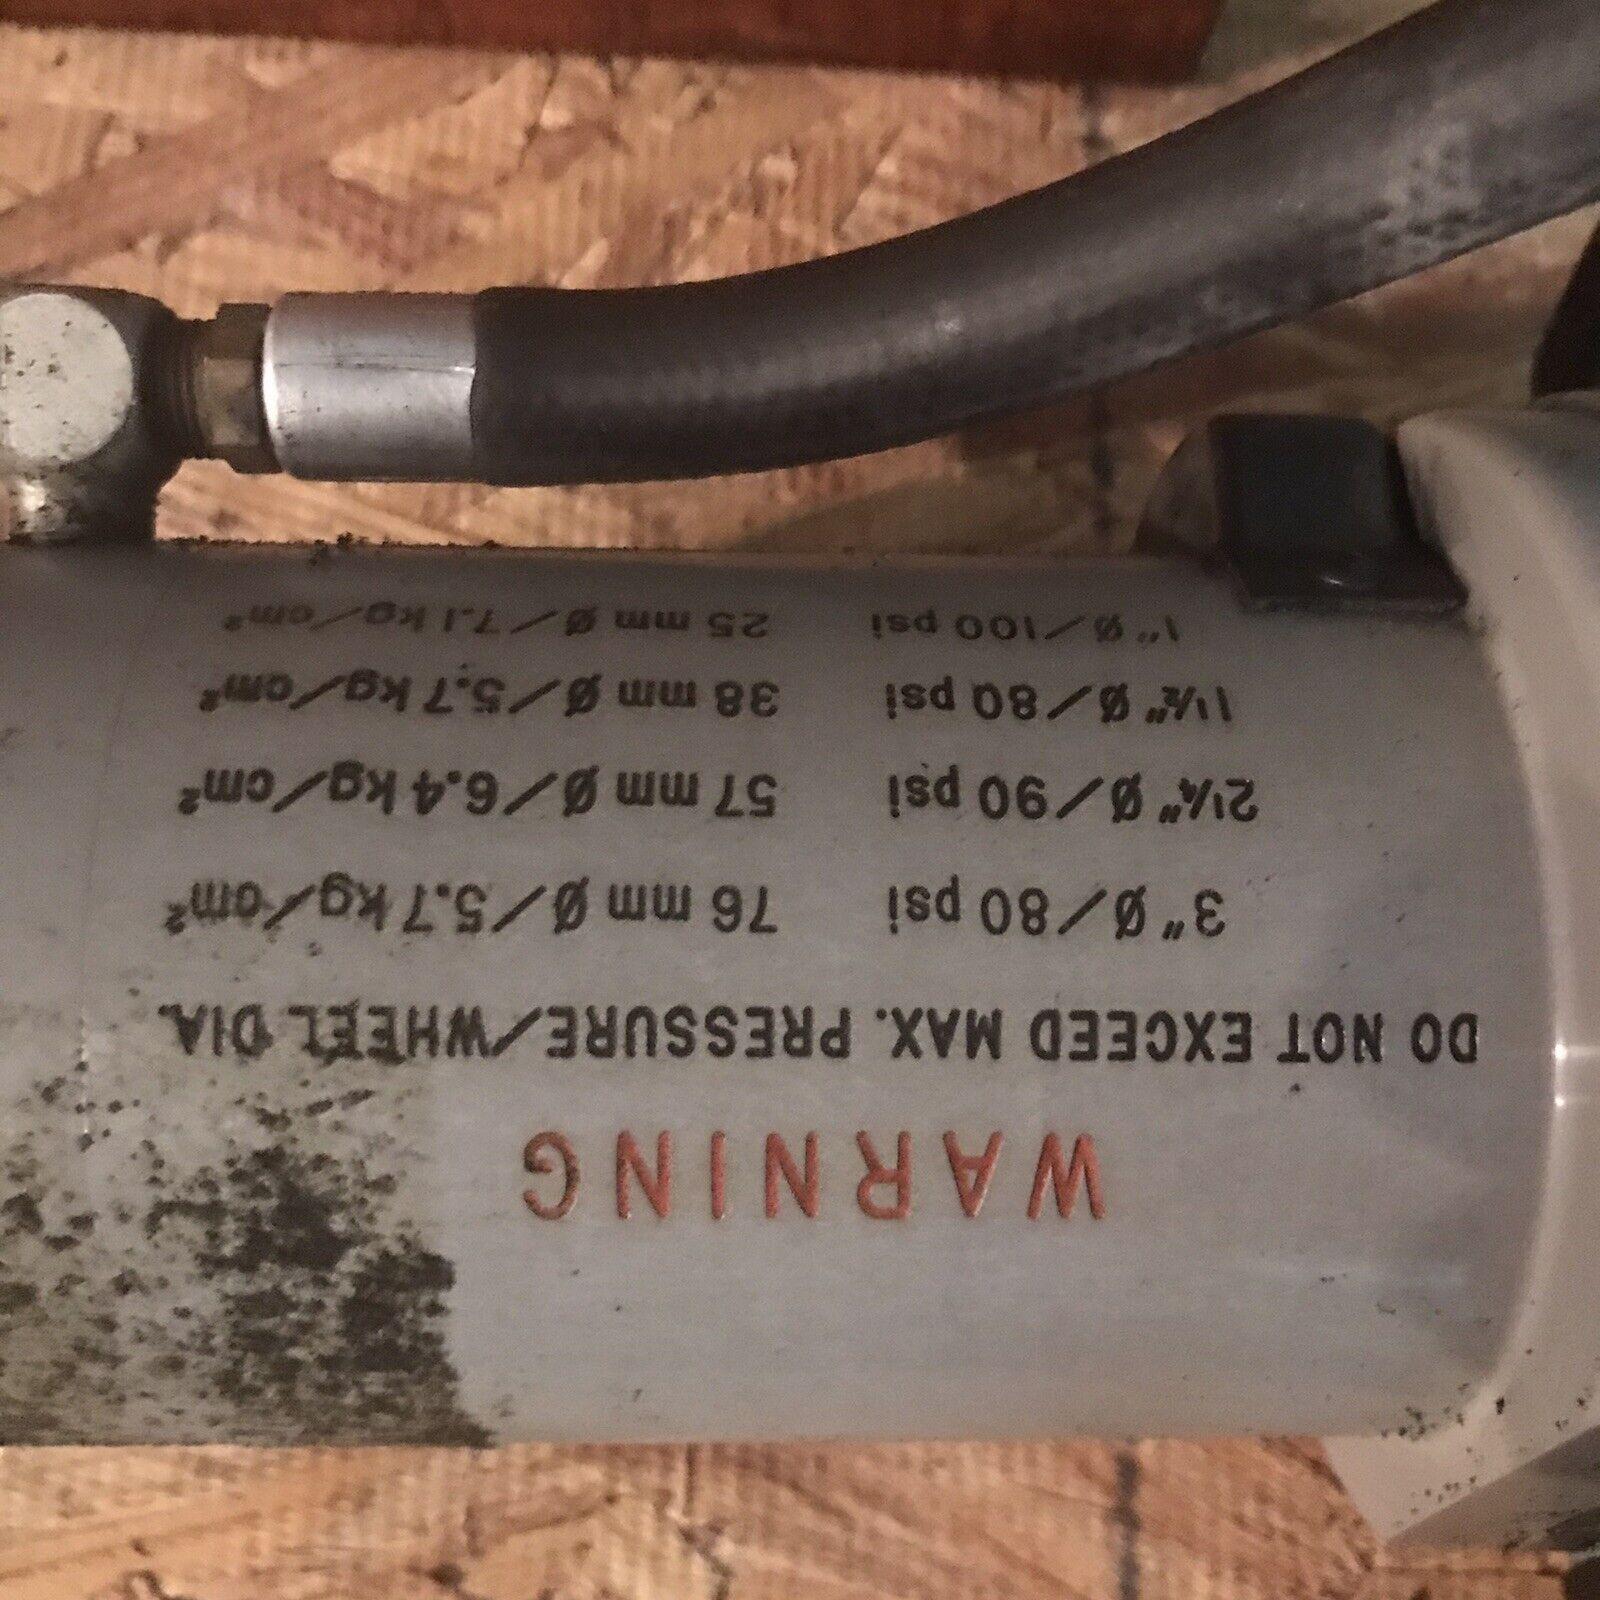 WARNING
DO NOT EXCEED MAX. PRESSURE/WHEEL DIA.
3" Ø/80 psi 76 mm Ø/5.7 kg/cm²
2¼" Ø/90 psi 57 mm Ø/6.4 kg/cm²
1½" Ø/80 psi 38 mm Ø/5.7 kg/cm²
1" Ø/100 psi 25 mm Ø/7.1 kg/cm²